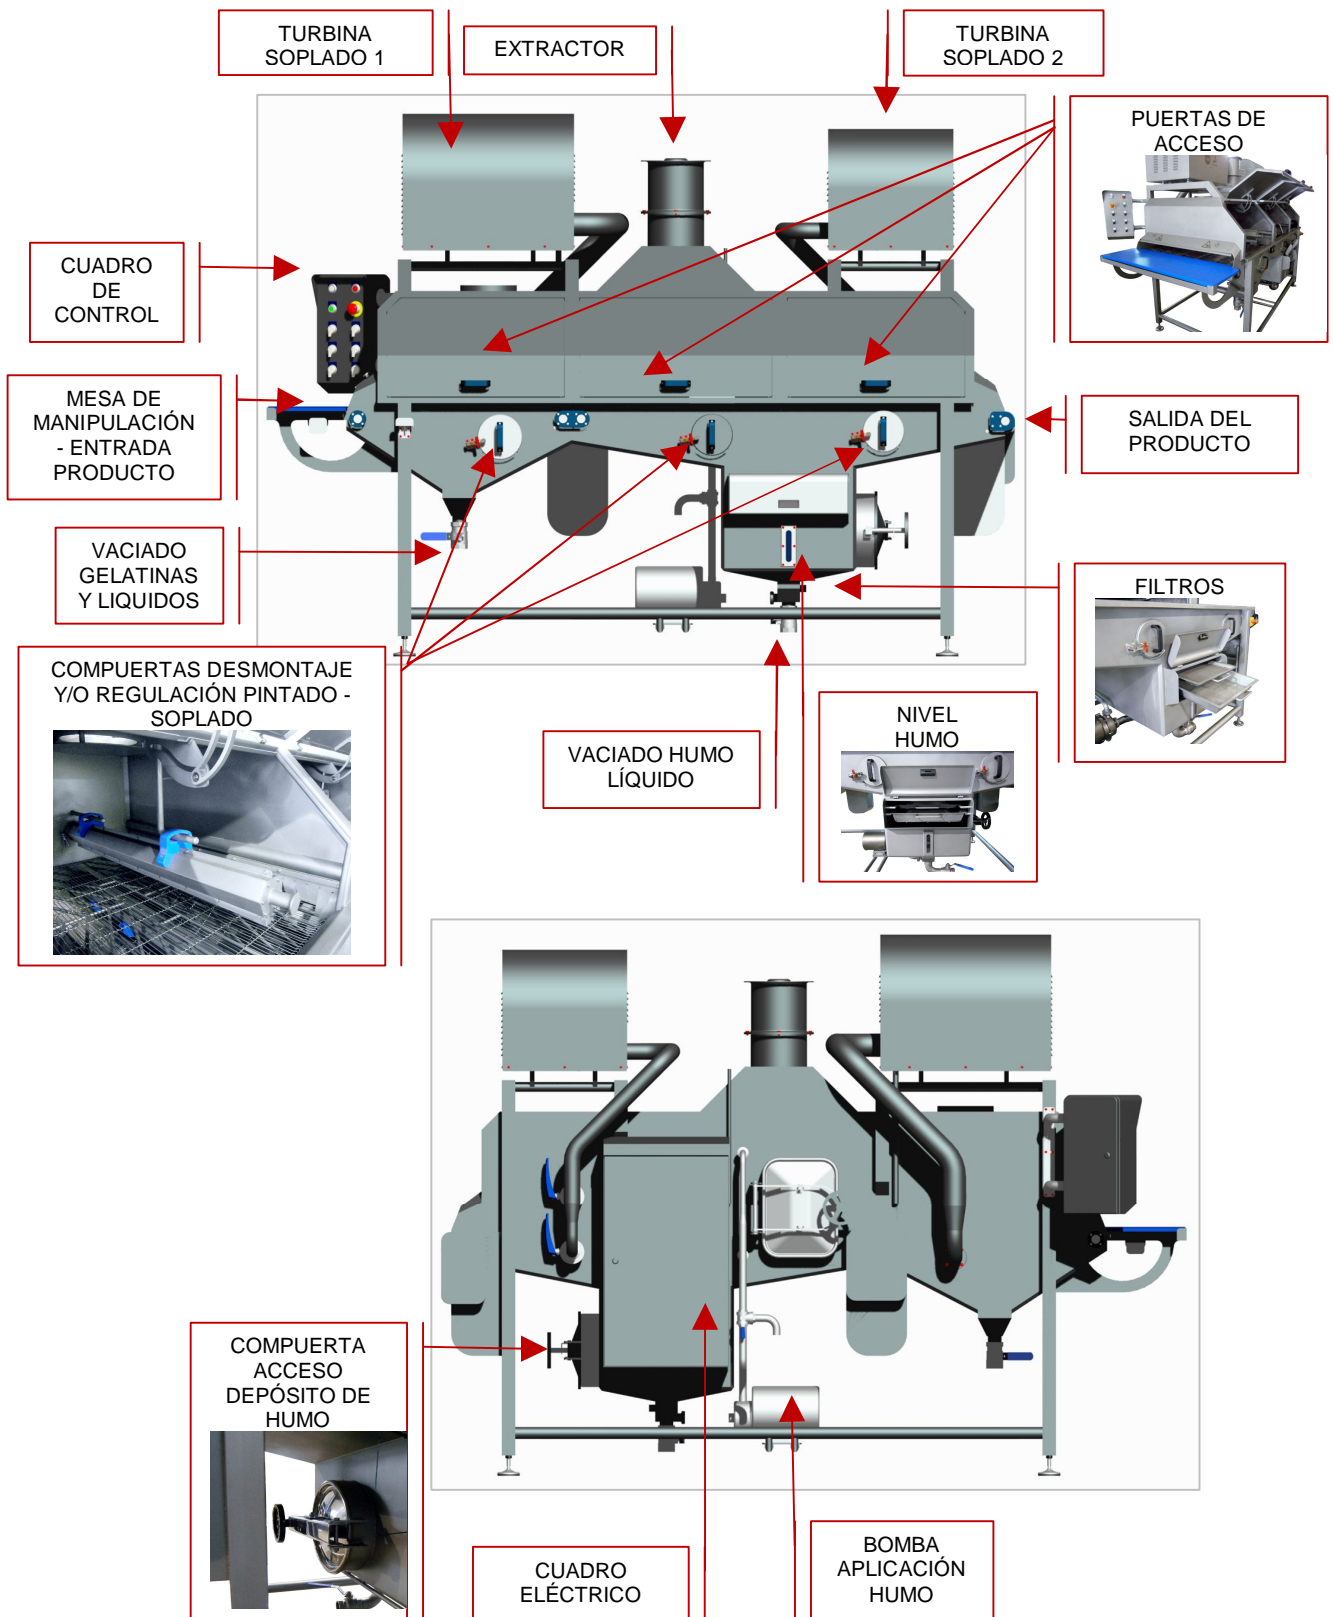 TURBINA
SOPLADO 1
EXTRACTOR
TURBINA
SOPLADO 2
PUERTAS DE
ACCESO
CUADRO
DE
CONTROL
MESA DE
MANIPULACIÓN
- ENTRADA
PRODUCTO
SALIDA DEL
PRODUCTO
VACIADO
GELATINAS
Y LIQUIDOS
FILTROS
COMPUERTAS DESMONTAJE
Y/O REGULACIÓN PINTADO -
SOPLADO
NIVEL
HUMO
VACIADO HUMO
LÍQUIDO
COMPUERTA
ACCESO
DEPÓSITO DE
HUMO
CUADRO
ELÉCTRICO
BOMBA
APLICACIÓN
HUMO